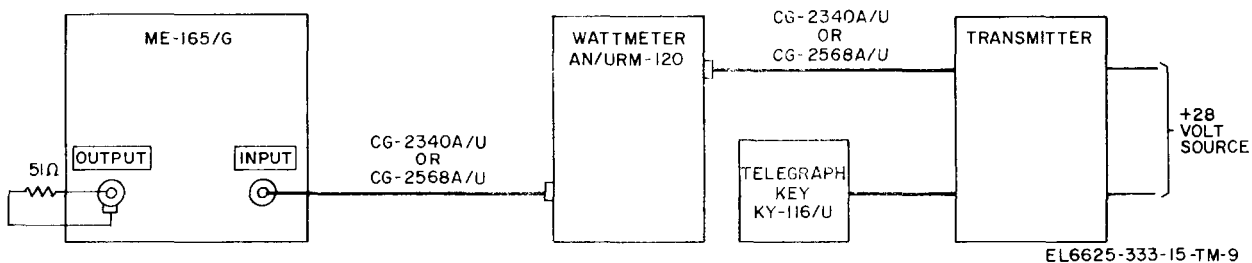 ME-165/G
OUTPUT
INPUT
51Ω
CG-2340A/U
OR
CG-2568A/U
WATTMETER
AN/URM-120
CG-2340A/U
OR
CG-2568A/U
TELEGRAPH
KEY
KY-116/U
TRANSMITTER
+28
VOLT
SOURCE
EL6625-333-15-TM-9